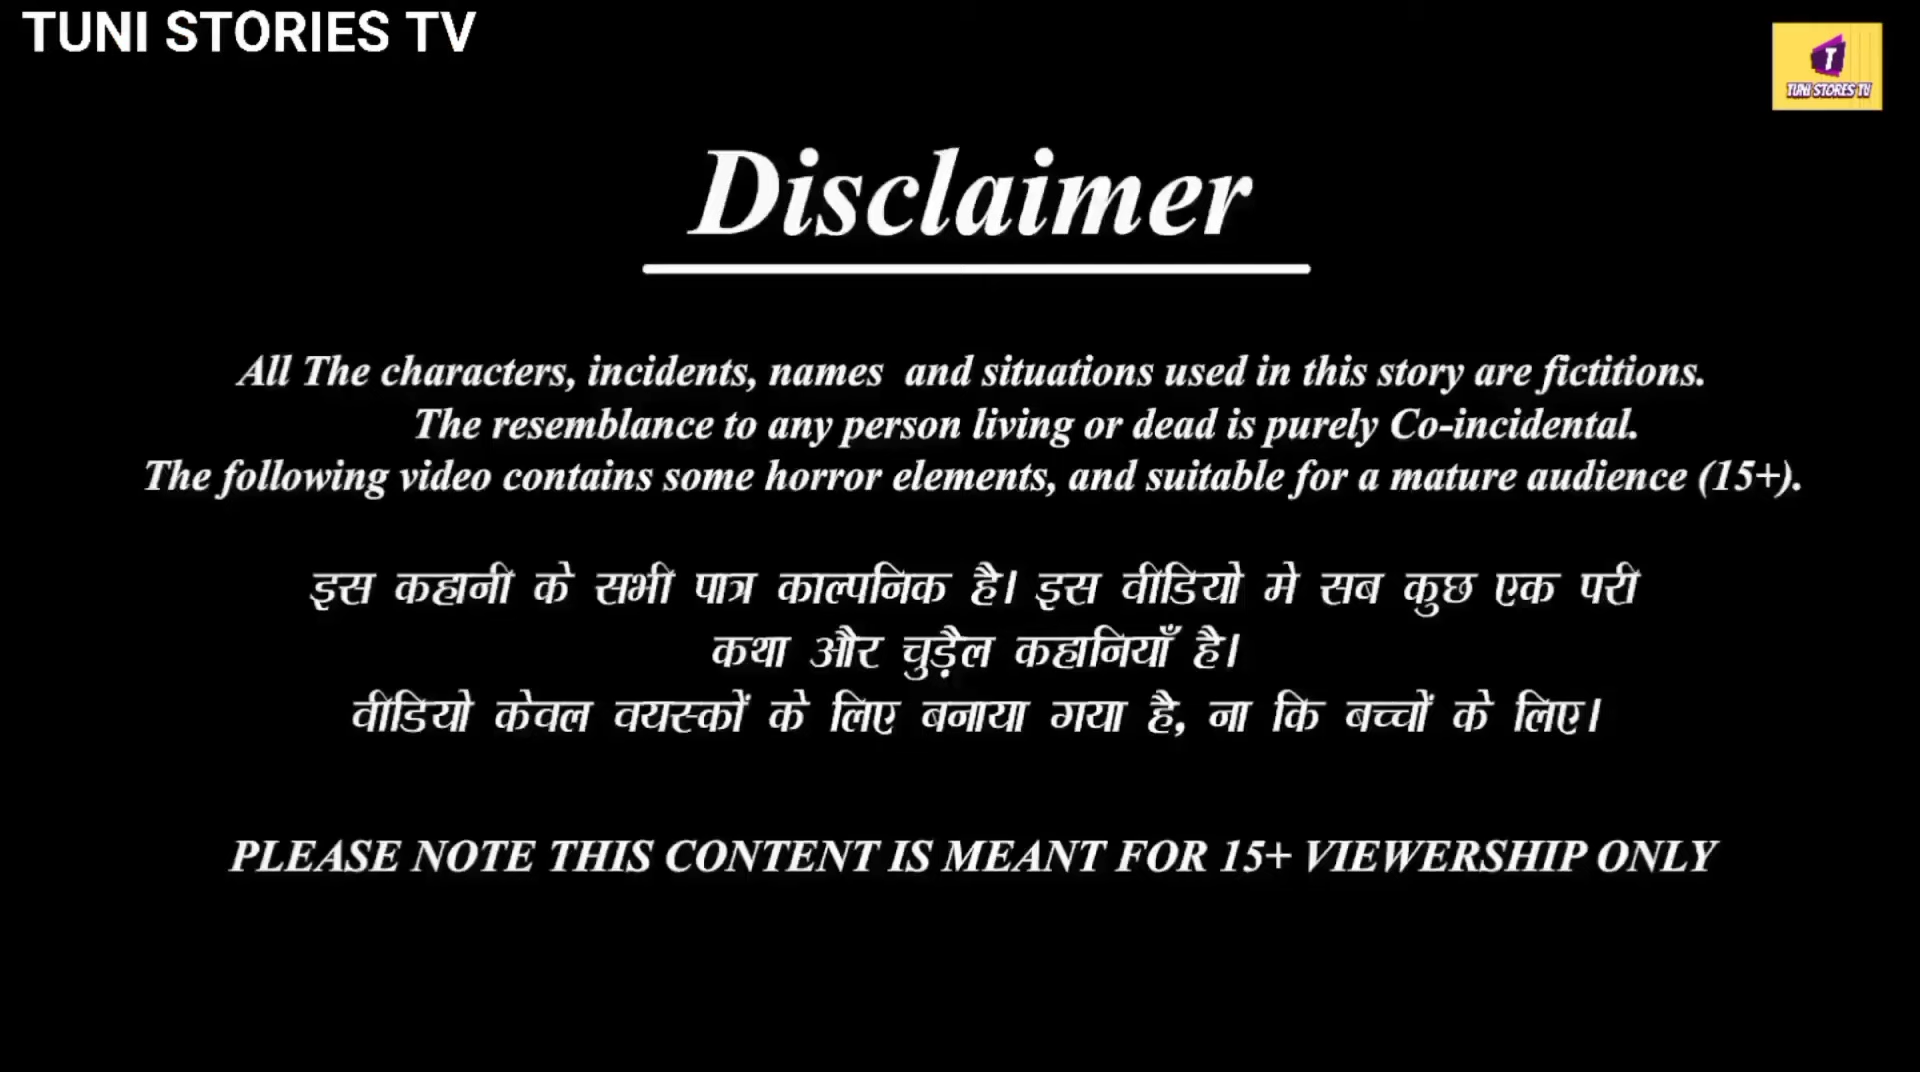 TUNI STORIES TV
T
TUNI STORES TV
Disclaimer
All The characters, incidents, names and situations used in this story are fictitions.
The resemblance to any person living or dead is purely Co-incidental.
The following video contains some horror elements, and suitable for a mature audience (15+).
इस कहानी के सभी पात्र काल्पनिक है। इस वीडियो मे सब कुछ एक परी
कथा और चुड़ैल कहानियाँ है।
वीडियो केवल वयस्कों के लिए बनाया गया है, ना कि बच्चों के लिए।
PLEASE NOTE THIS CONTENT IS MEANT FOR 15+ VIEWERSHIP ONLY